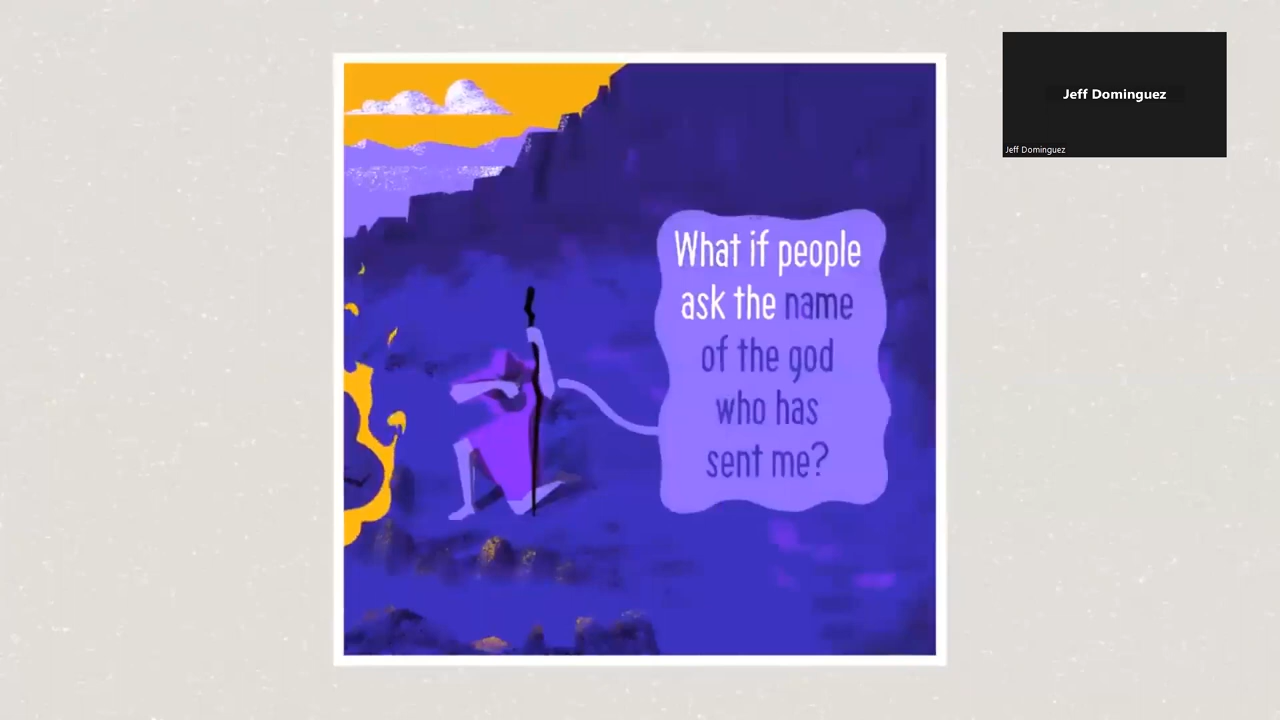 What if people
ask the name
of the god
who has
sent me?
Jeff Dominguez
Jeff Dominguez